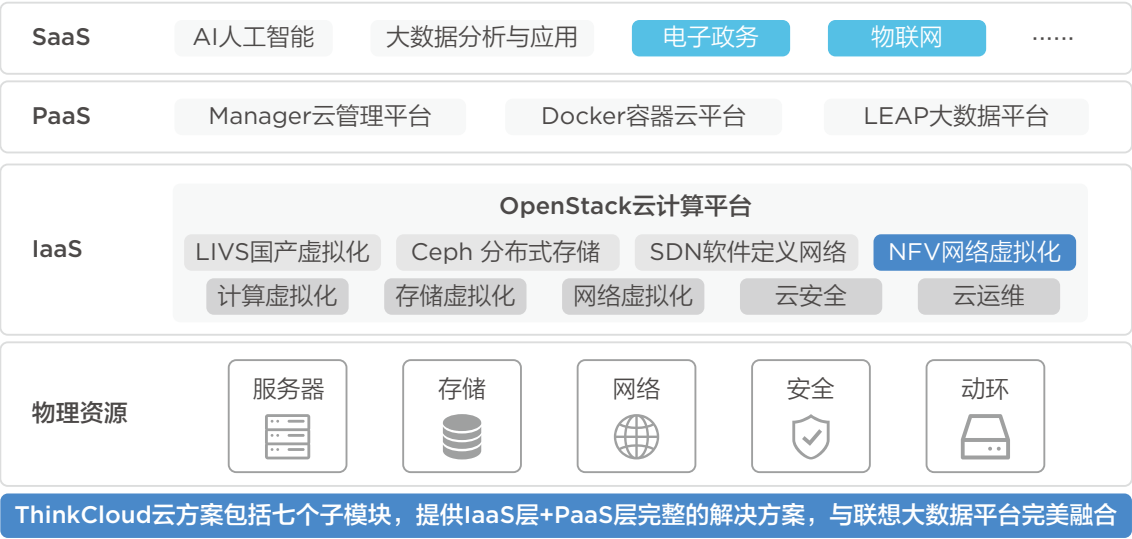 SaaS AI人工智能 大数据分析与应用 电子政务 物联网 ······
PaaS Manager云管理平台 Docker容器云平台 LEAP大数据平台
OpenStack云计算平台
IaaS LIVS国产虚拟化 Ceph 分布式存储 SDN软件定义网络 NFV网络虚拟化
计算虚拟化 存储虚拟化 网络虚拟化 云安全 云运维
物理资源 服务器 存储 网络 安全 动环
ThinkCloud云方案包括七个子模块，提供IaaS层+PaaS层完整的解决方案，与联想大数据平台完美融合